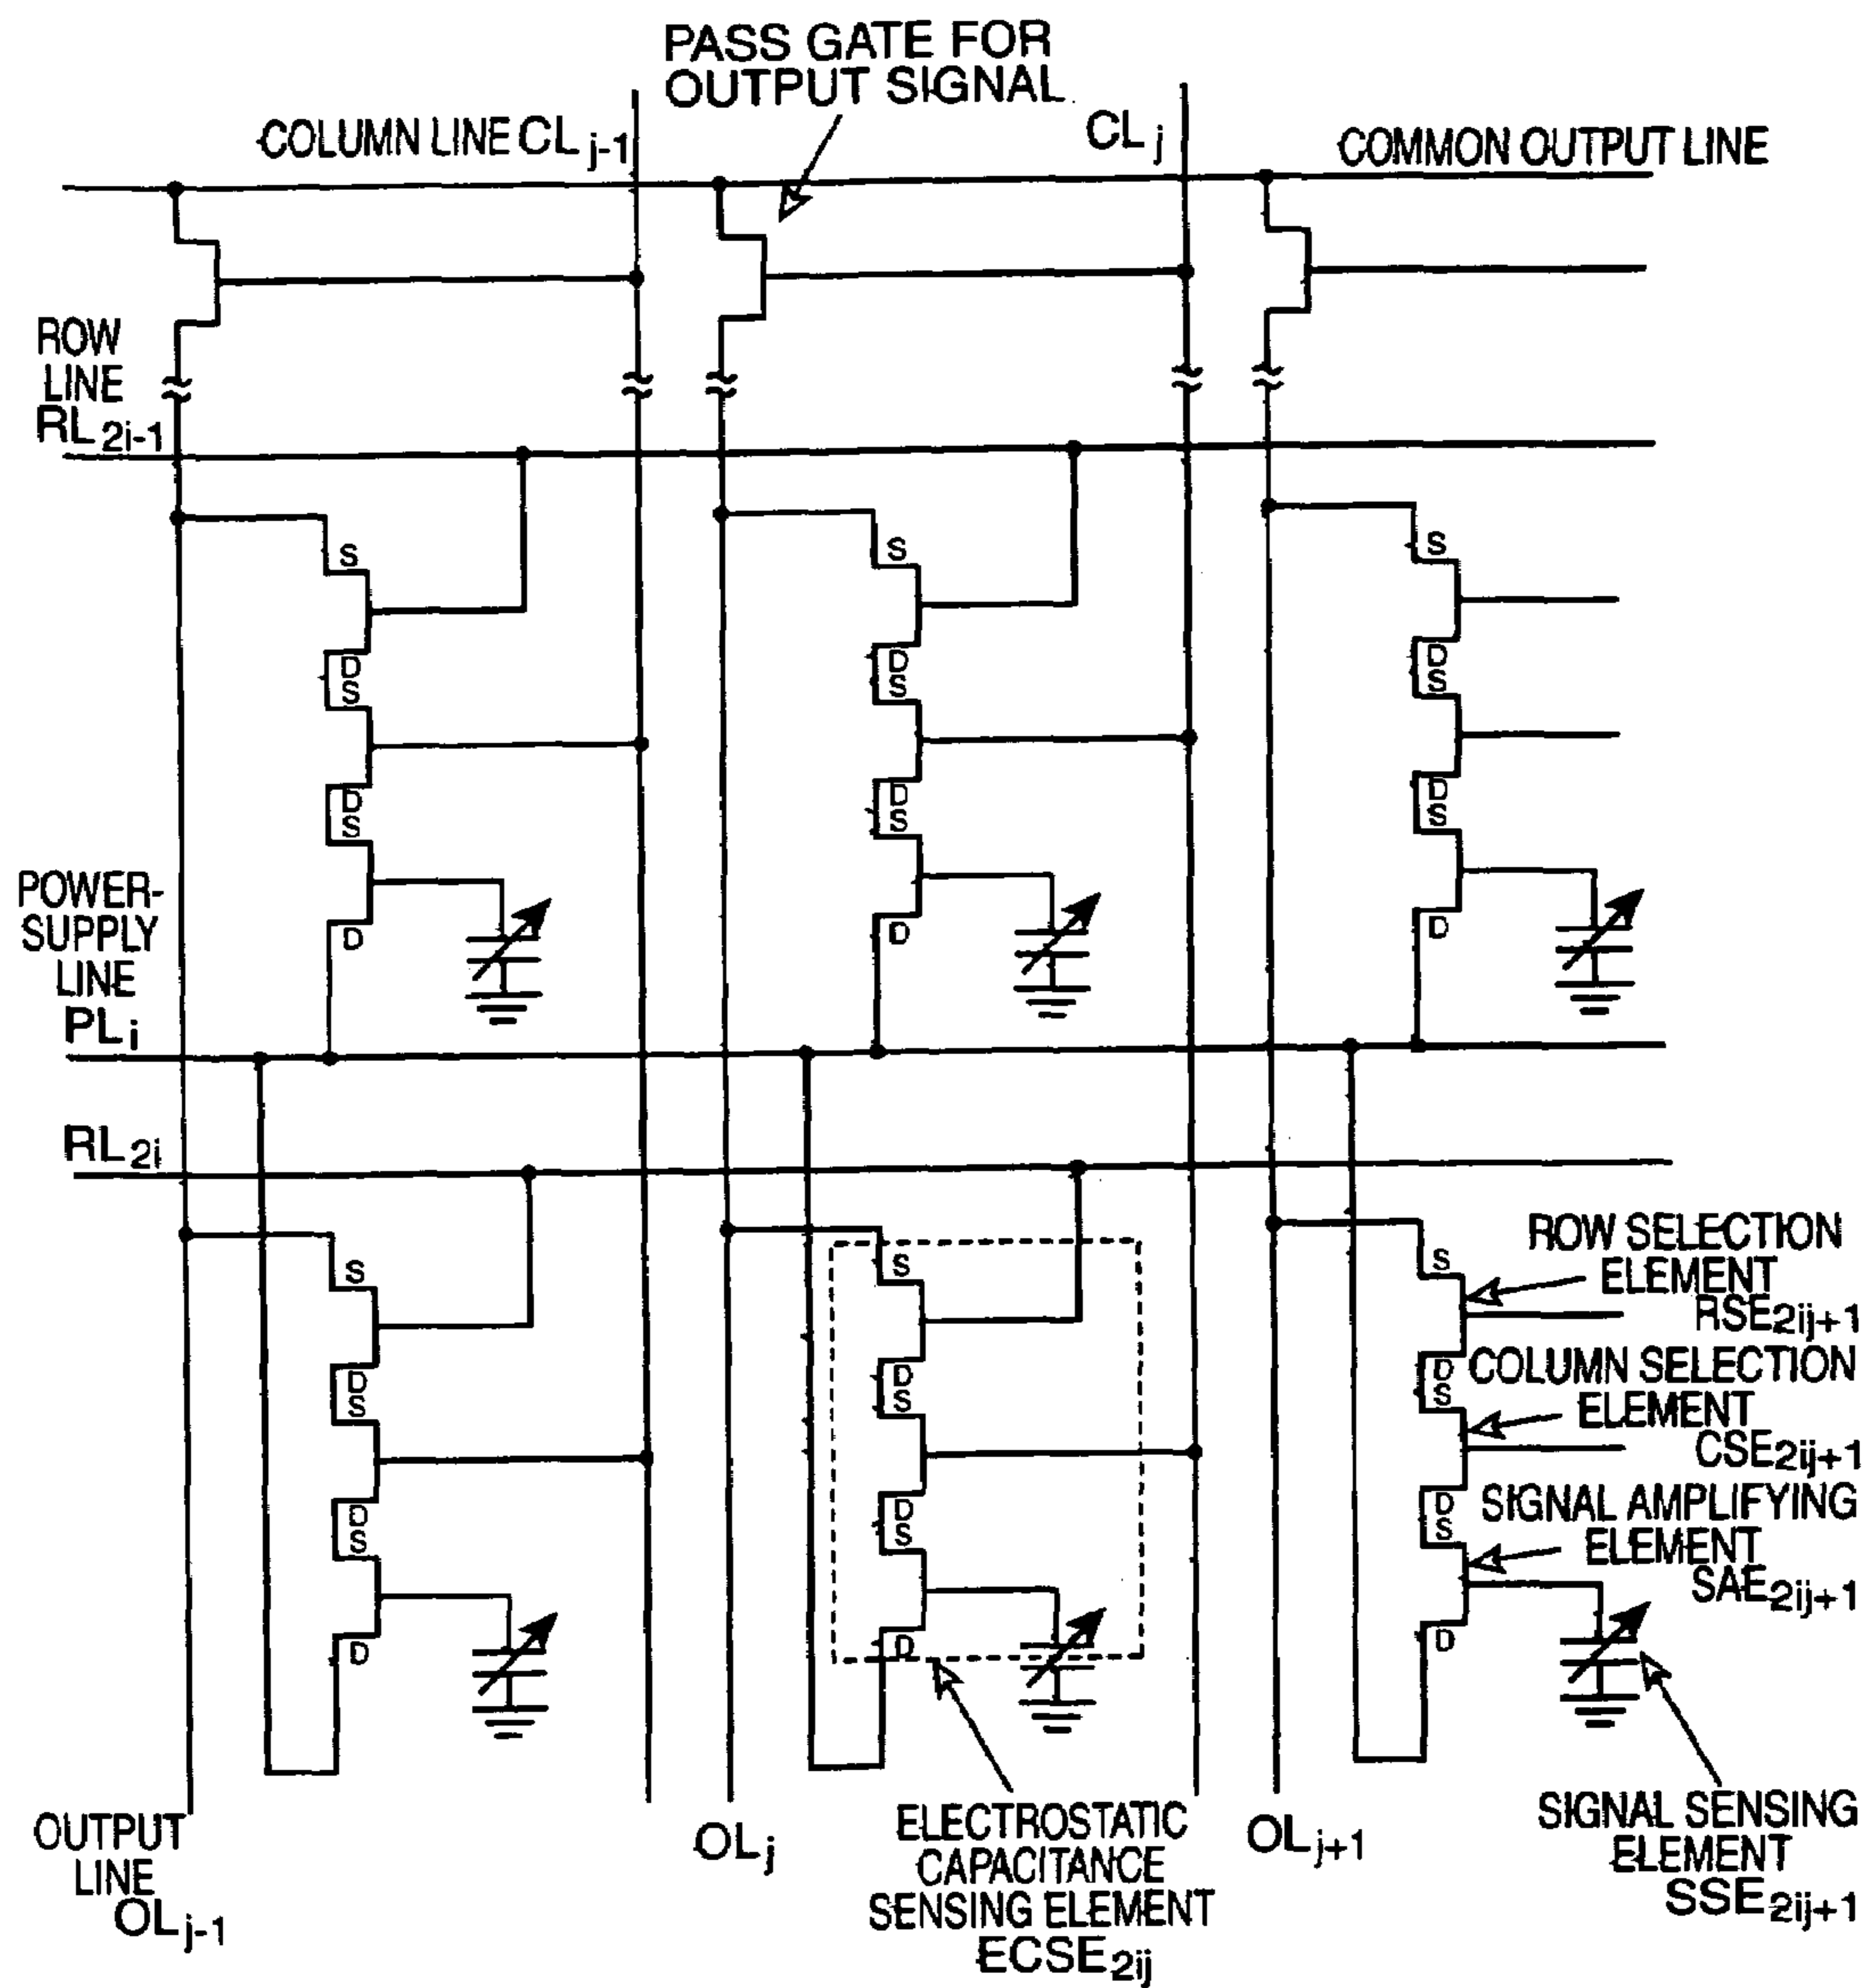 PASS GATE FOR
OUTPUT SIGNAL
COLUMN LINE CLj-1
CLj
COMMON OUTPUT LINE
ROW
LINE
RL2i-1
S
S
S
D
D
D
S
S
S
D
D
D
S
S
S
POWER-
SUPPLY
LINE
PLi
D
D
D
RL2i
ROW SELECTION
ELEMENT
RSE2ij+1
S
S
S
D
D
D
S
S
S
COLUMN SELECTION
ELEMENT
CSE2ij+1
D
D
D
S
S
S
SIGNAL AMPLIFYING
ELEMENT
SAE2ij+1
D
D
D
OUTPUT
LINE
OLj-1
OLj
ELECTROSTATIC
CAPACITANCE
SENSING ELEMENT
ECSE2ij
OLj+1
SIGNAL SENSING
ELEMENT
SSE2ij+1